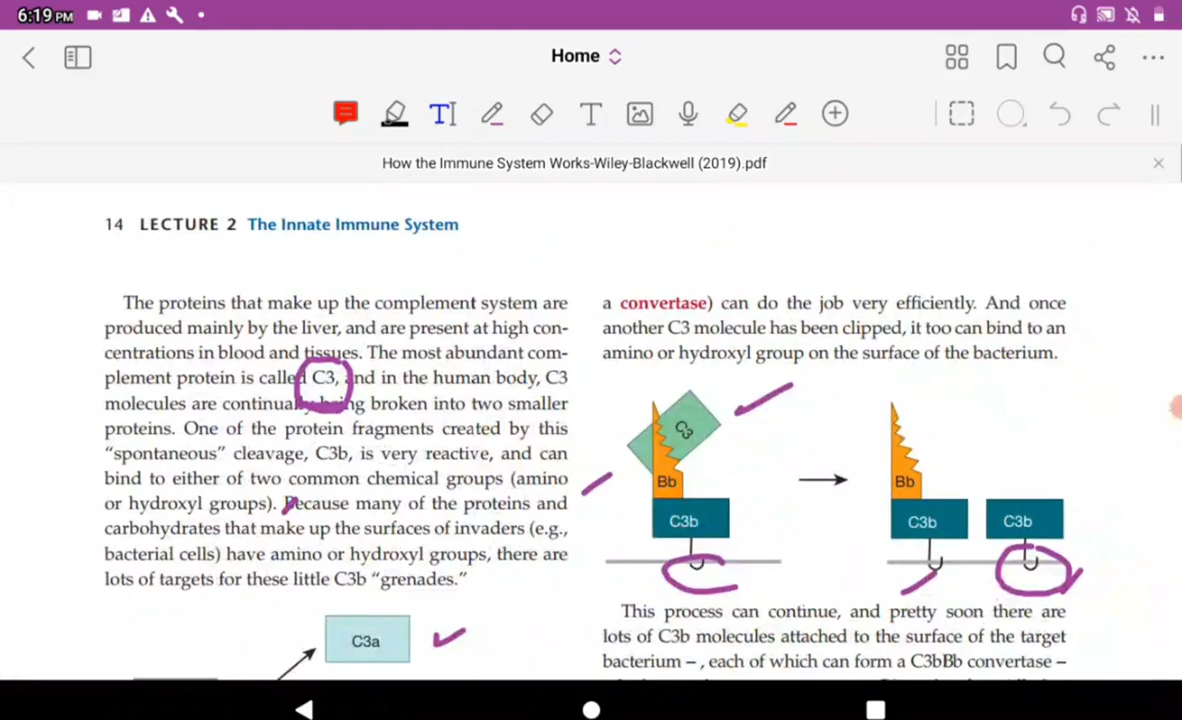 6:19 PM
Home
How the Immune System Works-Wiley-Blackwell (2019).pdf
14 LECTURE 2 The Innate Immune System
The proteins that make up the complement system are
produced mainly by the liver, and are present at high con-
centrations in blood and tissues. The most abundant com-
plement protein is called C3, and in the human body, C3
molecules are continually being broken into two smaller
proteins. One of the protein fragments created by this
“spontaneous” cleavage, C3b, is very reactive, and can
bind to either of two common chemical groups (amino
or hydroxyl groups). Because many of the proteins and
carbohydrates that make up the surfaces of invaders (e.g.,
bacterial cells) have amino or hydroxyl groups, there are
lots of targets for these little C3b “grenades.”
C3a
a convertase) can do the job very efficiently. And once
another C3 molecule has been clipped, it too can bind to an
amino or hydroxyl group on the surface of the bacterium.
C3
Bb
C3b
Bb
C3b
C3b
This process can continue, and pretty soon there are
lots of C3b molecules attached to the surface of the target
bacterium – , each of which can form a C3bBb convertase –